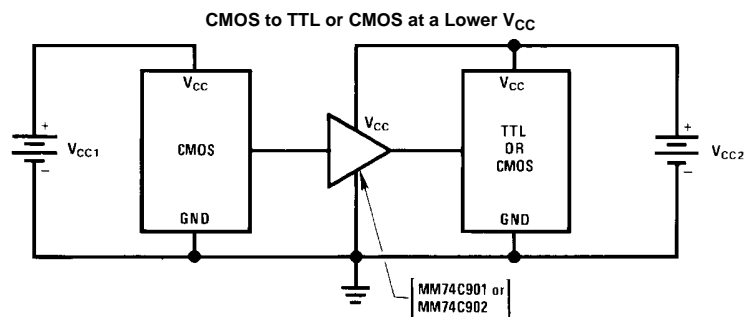 CMOS to TTL or CMOS at a Lower VCC
VCC
VCC
+
+
VCC
VCC1
CMOS
TTL
OR
CMOS
VCC2
−
−
GND
GND
MM74C901 or
MM74C902